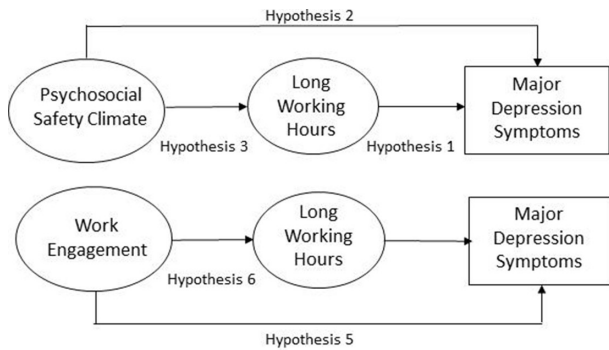 Hypothesis 2
Psychosocial
Safety Climate
Long
Working
Hours
Major
Depression
Symptoms
Hypothesis 3
Hypothesis 1
Work
Engagement
Long
Working
Hours
Major
Depression
Symptoms
Hypothesis 6
Hypothesis 5